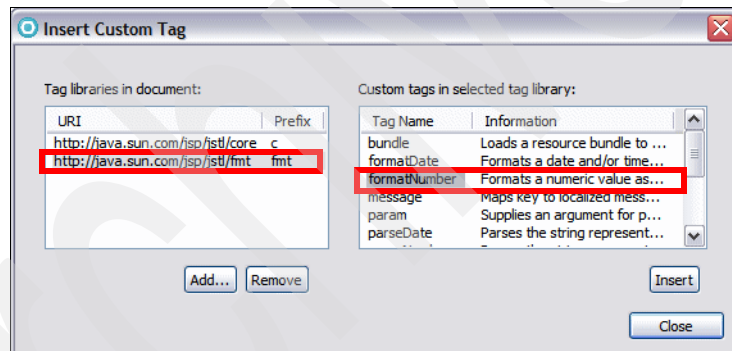 Insert Custom Tag
Tag libraries in document:
URI Prefix
http://java.sun.com/jsp/jstl/core c
http://java.sun.com/jsp/jstl/fmt fmt
Add... Remove
Custom tags in selected tag library:
Tag Name Information
bundle Loads a resource bundle to ...
formatDate Formats a date and/or time...
formatNumber Formats a numeric value as...
message Maps key to localized mess...
param Supplies an argument for p...
parseDate Parses the string represent...
Insert
Close